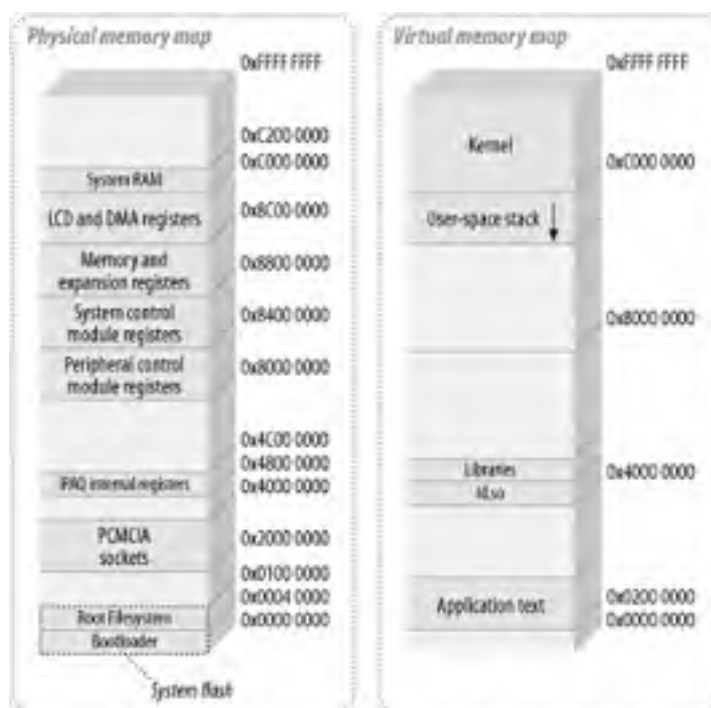 Physical memory map
0xFFFF FFFF
0xC200 0000
0xC000 0000
System RAM
LCD and DMA registers
0x8C00 0000
Memory and
expansion registers
0x8800 0000
System control
module registers
0x8400 0000
Peripheral control
module registers
0x8000 0000
0x4C00 0000
0x4800 0000
iPAQ internal registers
0x4000 0000
PCMCIA
sockets
0x2000 0000
0x0100 0000
0x0004 0000
Root Filesystem
0x0000 0000
Bootloader
System flash
Virtual memory map
0xFFFF FFFF
Kernel
0xC000 0000
User-space stack
0x8000 0000
Libraries
0x4000 0000
ld.so
Application text
0x0200 0000
0x0000 0000